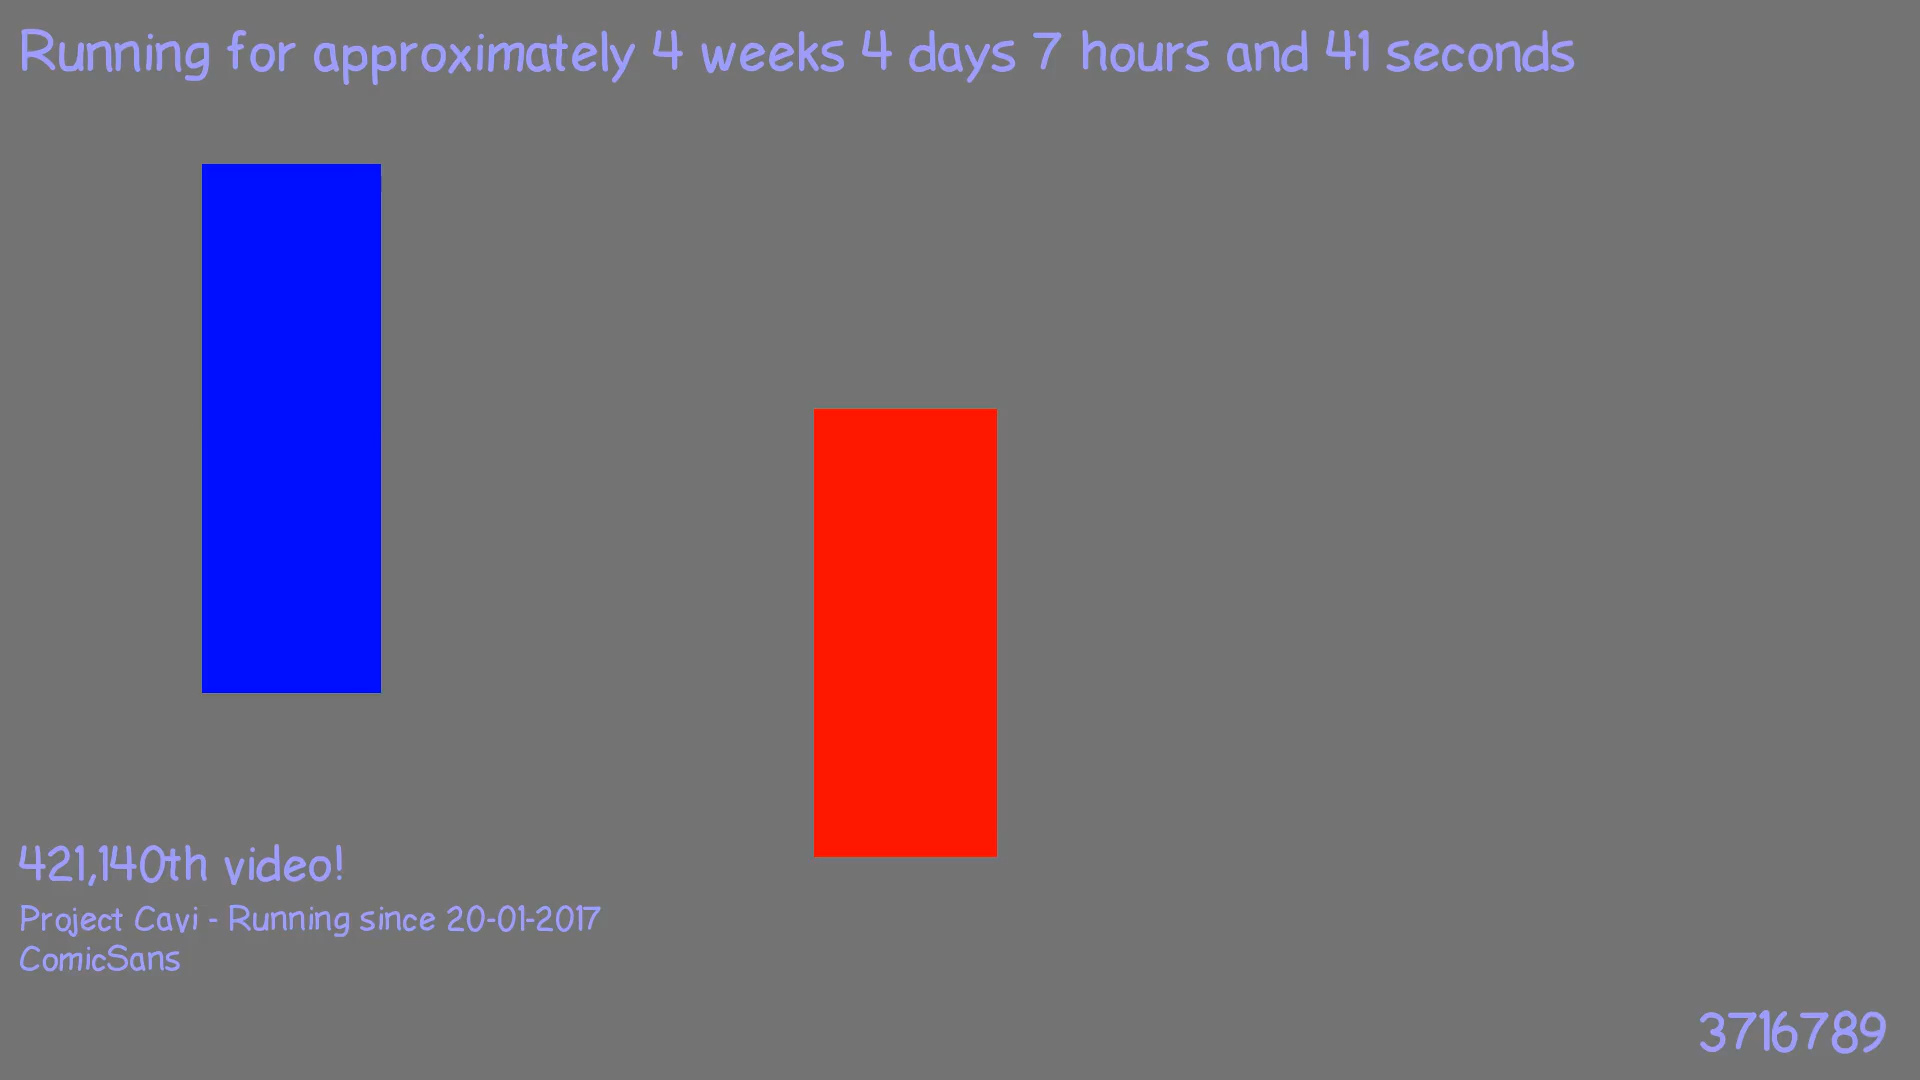 Running for approximately 4 weeks 4 days 7 hours and 41 seconds
421,140th video!
Project Cavi - Running since 20-01-2017
ComicSans
3716789